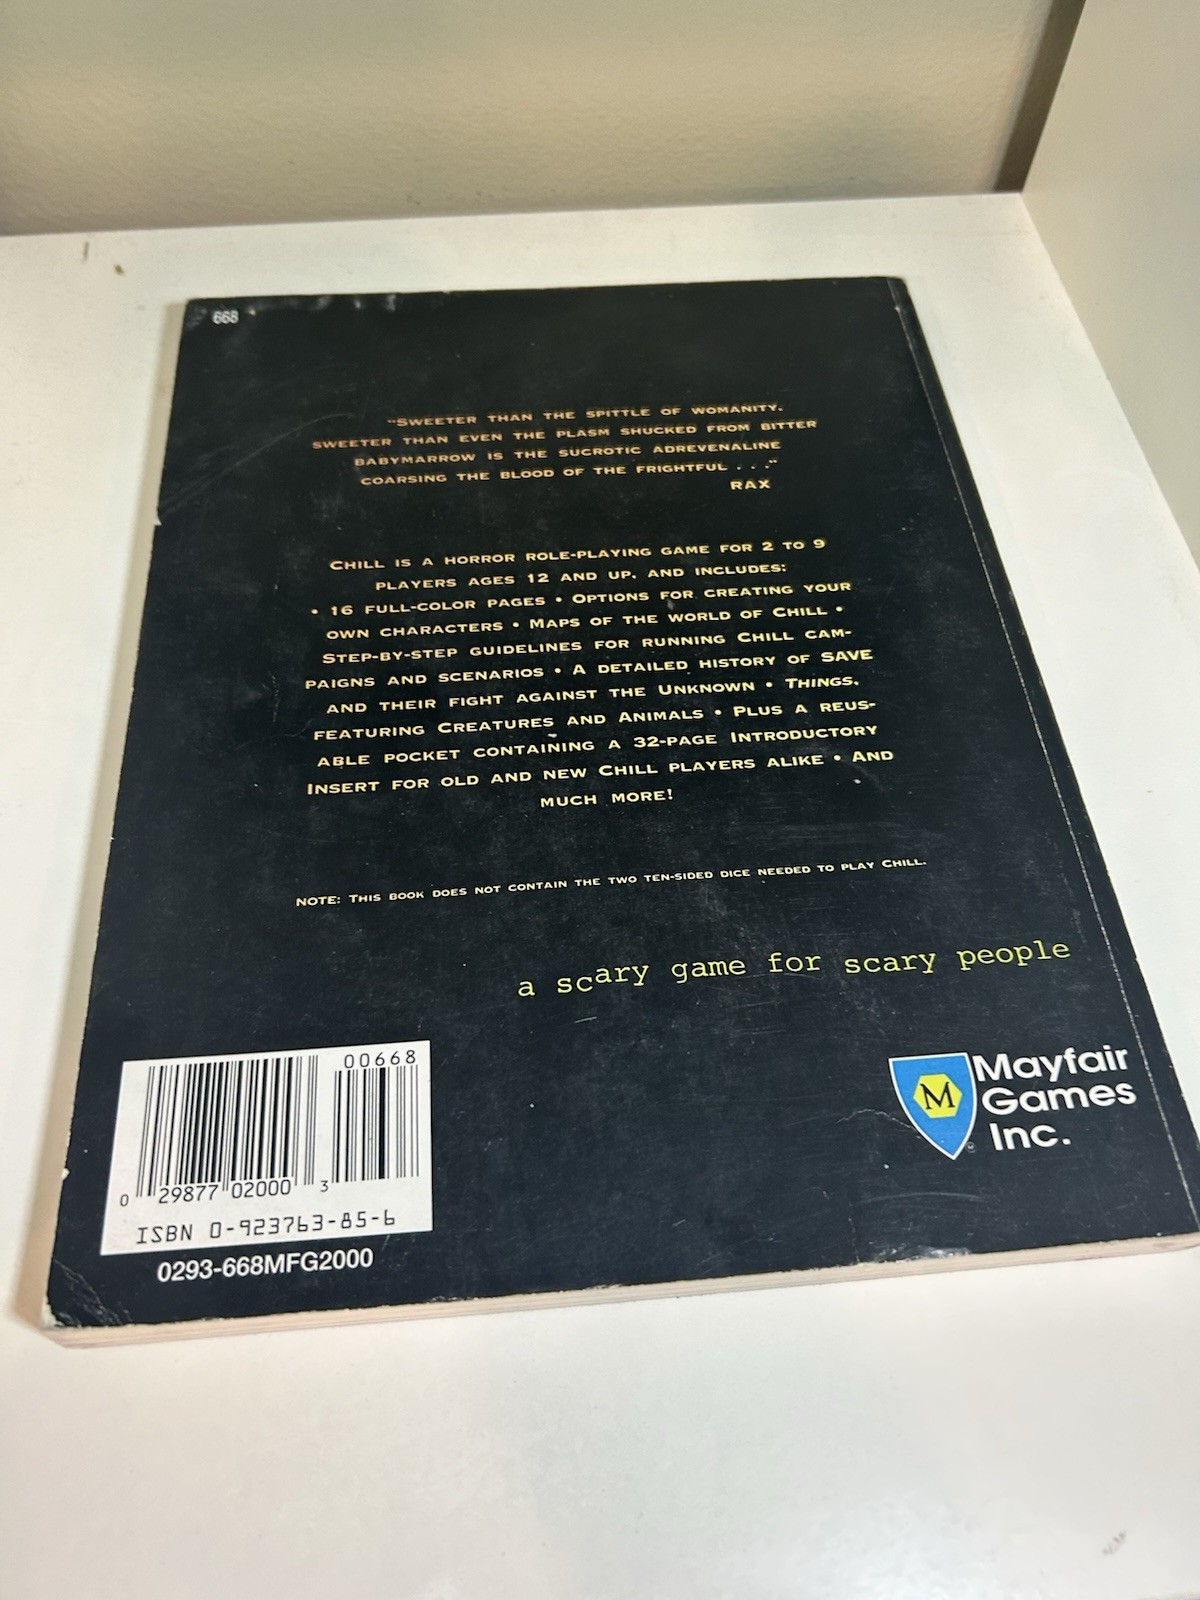 668
"Sweeter than the spittle of womanity.
sweeter than even the plasm shucked from bitter
babymarrow is the sucrotic adrevenaline
coarsing the blood of the frightful . . ."
RAX
Chill is a horror role-playing game for 2 to 9
players ages 12 and up, and includes:
• 16 full-color pages • Options for creating your
own characters • Maps of the world of Chill •
Step-by-step guidelines for running Chill cam-
paigns and scenarios • A detailed history of SAVE
and their fight against the Unknown • Things,
featuring Creatures and Animals • Plus a reus-
able pocket containing a 32-page Introductory
Insert for old and new Chill players alike • And
much more!
NOTE: This book does not contain the two ten-sided dice needed to play Chill.
a scary game for scary people
00668
0 29877 02000 3
ISBN 0-923763-85-6
0293-668MFG2000
M
Mayfair
Games
Inc.